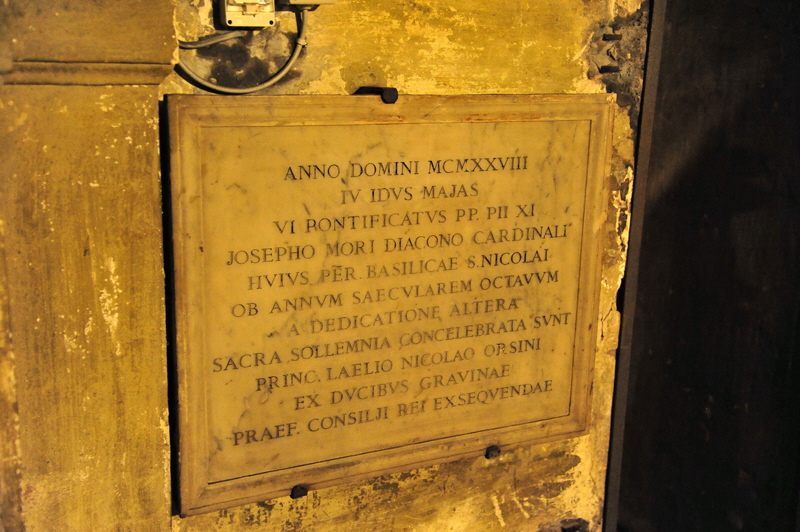 ANNO DOMINI MCMXXVIII
IV IDVS MAJAS
VI PONTIFICATVS PP. PII XI
JOSEPHO MORI DIACONO CARDINALI
HVIVS PER. BASILICAE S. NICOLAI
OB ANNVM SAECVLAREM OCTAVVM
A DEDICATIONE ALTERA
SACRA SOLLEMNIA CONCELEBRATA SVNT
PRINC. LAELIO NICOLAO ORSINI
EX DVCIBVS GRAVINAE
PRAEF. CONSILJI REI EXSEQVENDAE